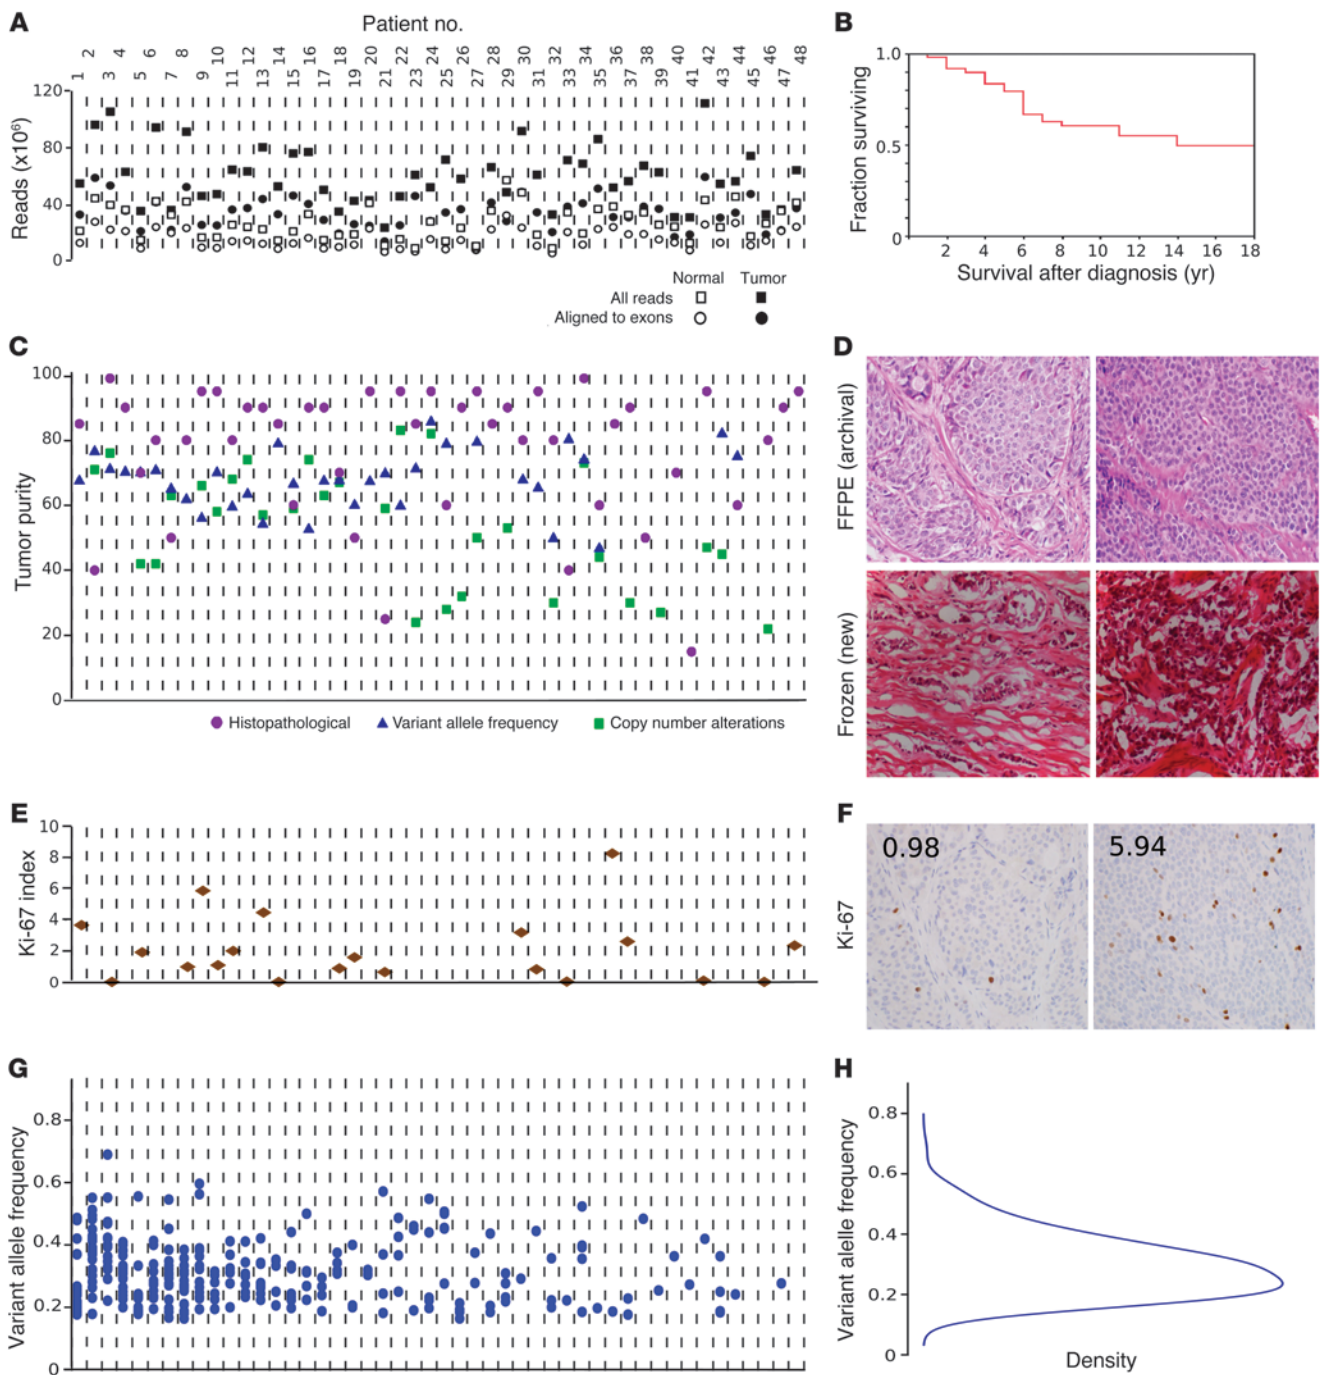 A
Patient no.
1 2 3 4 5 6 7 8 9 10 11 12 13 14 15 16 17 18 19 20 21 22 23 24 25 26 27 28 29 30 31 32 33 34 35 36 37 38 39 40 41 42 43 44 45 46 47 48
Reads (x10⁶)
120
80
40
0
Normal Tumor
All reads
Aligned to exons
B
Fraction surviving
1.0
0.5
0
2 4 6 8 10 12 14 16 18
Survival after diagnosis (yr)
C
Tumor purity
100
80
60
40
20
0
Histopathological Variant allele frequency Copy number alterations
D
FFPE (archival)
Frozen (new)
E
Ki-67 index
10
8
6
4
2
0
F
Ki-67
0.98 5.94
G
Variant allele frequency
0.8
0.6
0.4
0.2
0
H
Variant alelle frequency
0.8
0.6
0.4
0.2
0
Density